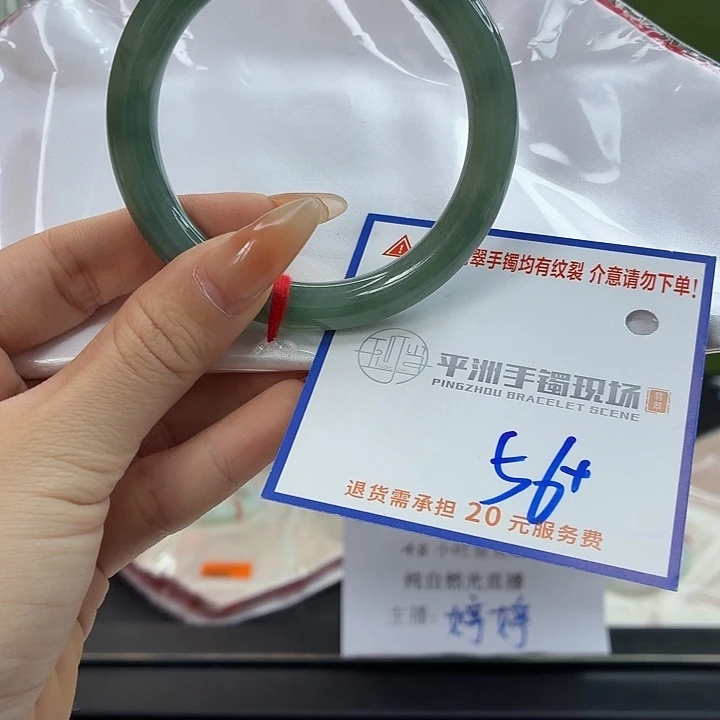 翠手镯均有纹裂 介意请勿下单!
平洲手镯现场
PINGZHOU BRACELET SCENE
56+
退货需承担 20 元服务费
纯自然光直播
主播: 婷婷